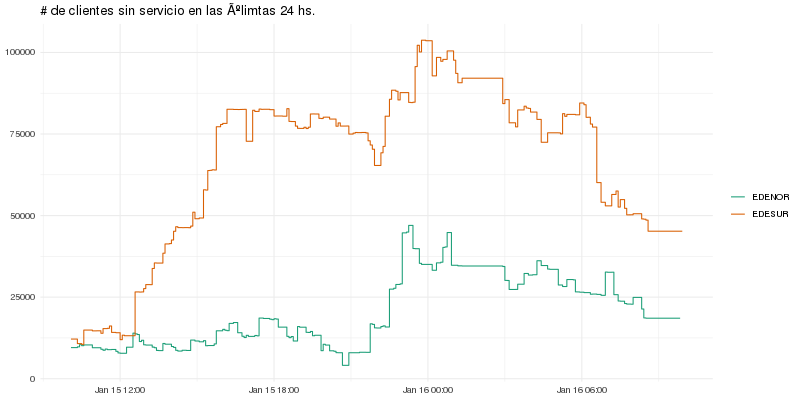 # de clientes sin servicio en las Ãºlimtas 24 hs.
100000
75000
50000
25000
0
Jan 15 12:00
Jan 15 18:00
Jan 16 00:00
Jan 16 06:00
EDENOR
EDESUR